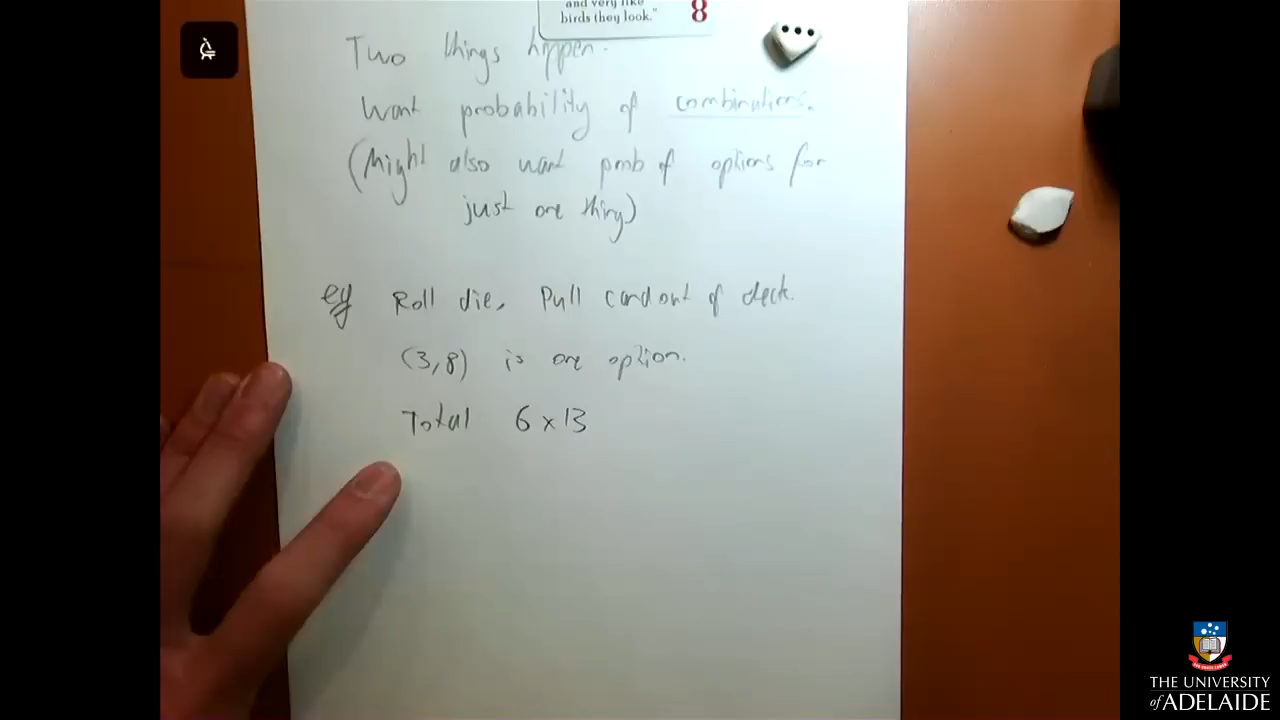 and very like
birds they look."
8
Two things happen.
Want probability of combinations.
(Might also want prob of options for
just one thing)
eg Roll die, Pull card out of deck.
(3,8) is one option.
Total 6 x 13
THE UNIVERSITY
of ADELAIDE